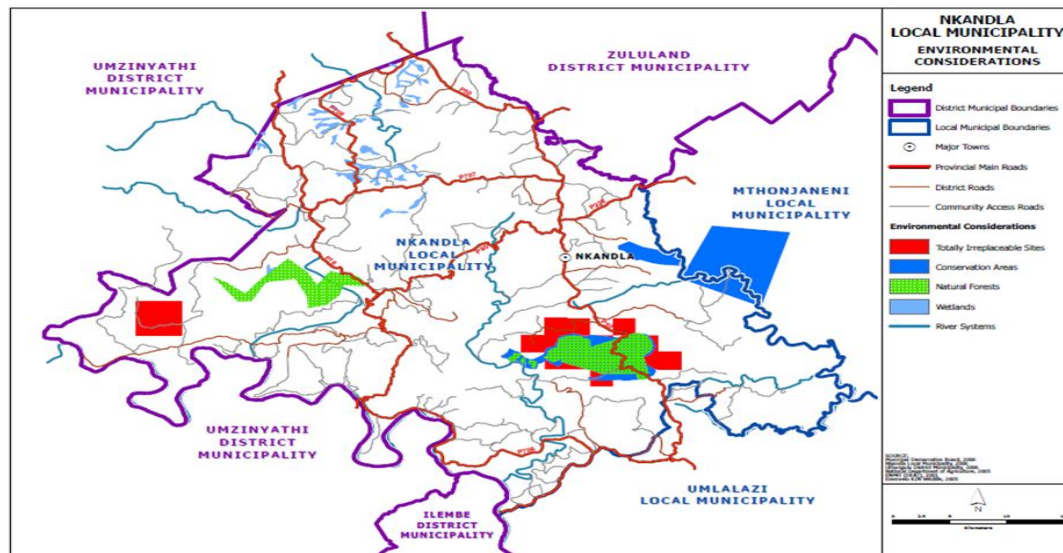 UMZINYATHI
DISTRICT
MUNICIPALITY
ZULULAND
DISTRICT MUNICIPALITY
MTHONJANENI
LOCAL
MUNICIPALITY
NKANDLA
LOCAL
MUNICIPALITY
NKANDLA
UMZINYATHI
DISTRICT
MUNICIPALITY
ILEMBE
DISTRICT
MUNICIPALITY
UMLALAZI
LOCAL MUNICIPALITY
NKANDLA
LOCAL MUNICIPALITY
ENVIRONMENTAL
CONSIDERATIONS
Legend
District Municipal Boundaries
Local Municipal Boundaries
Major Towns
Provincial Main Roads
District Roads
Community Access Roads
Environmental Considerations
Totally Irreplaceable Sites
Conservation Areas
Natural Forests
Wetlands
River Systems
SOURCE:
N
Kilometres